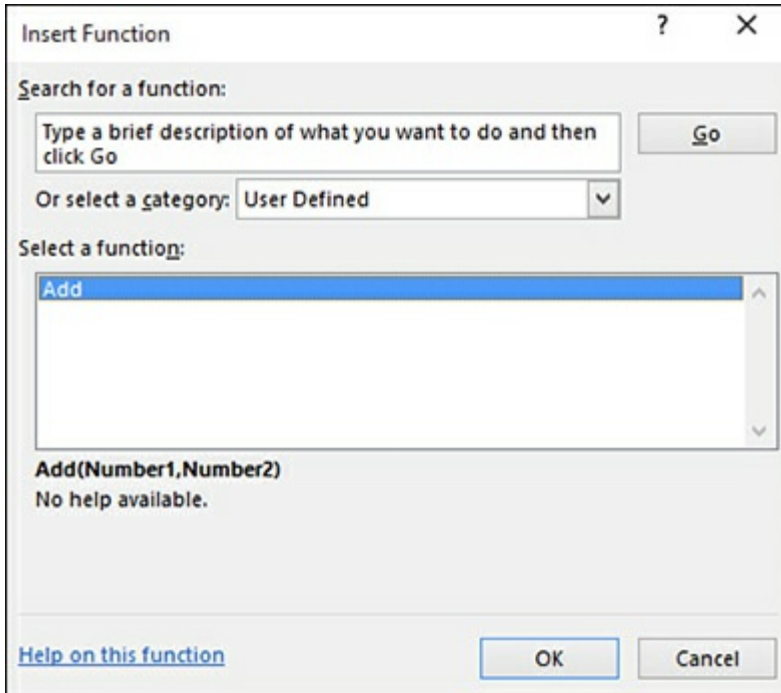 Insert Function
?
Search for a function:
Type a brief description of what you want to do and then
click Go
Go
Or select a category: User Defined
Select a function:
Add
Add(Number1,Number2)
No help available.
Help on this function
OK
Cancel